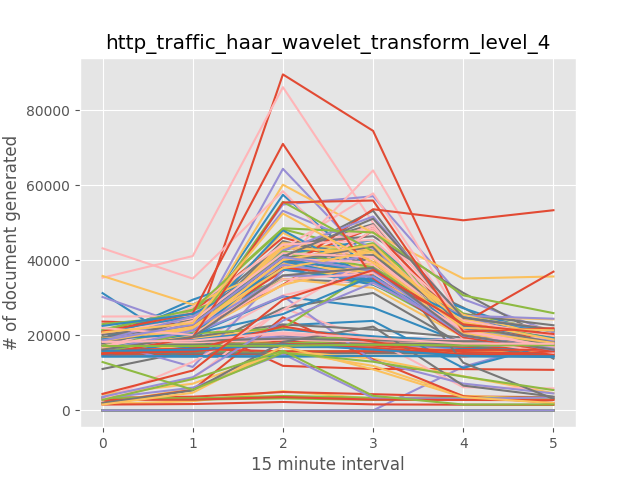 http_traffic_haar_wavelet_transform_level_4
# of document generated
80000
60000
40000
20000
0
0 1 2 3 4 5
15 minute interval